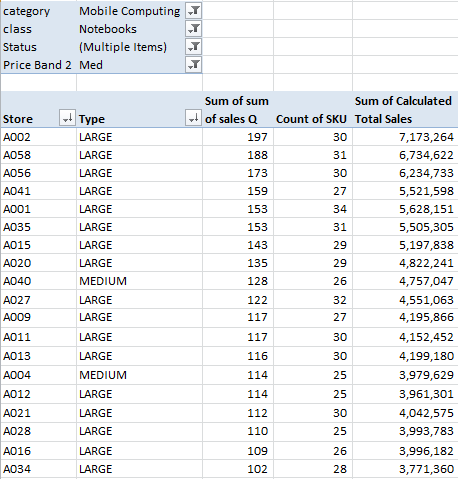 category Mobile Computing
class Notebooks
Status (Multiple Items)
Price Band 2 Med
Sum of sum Sum of Calculated
Store Type of sales Q Count of SKU Total Sales
A002 LARGE 197 30 7,173,264
A058 LARGE 188 31 6,734,622
A056 LARGE 173 30 6,234,733
A041 LARGE 159 27 5,521,598
A001 LARGE 153 34 5,628,151
A035 LARGE 153 31 5,505,305
A015 LARGE 143 29 5,197,838
A020 LARGE 135 29 4,822,241
A040 MEDIUM 128 26 4,757,047
A027 LARGE 122 32 4,551,063
A009 LARGE 117 27 4,195,866
A011 LARGE 117 30 4,152,452
A013 LARGE 116 30 4,199,180
A004 MEDIUM 114 25 3,979,629
A012 LARGE 114 25 3,961,301
A021 LARGE 112 30 4,042,575
A028 LARGE 110 25 3,993,783
A016 LARGE 109 26 3,996,182
A034 LARGE 102 28 3,771,360